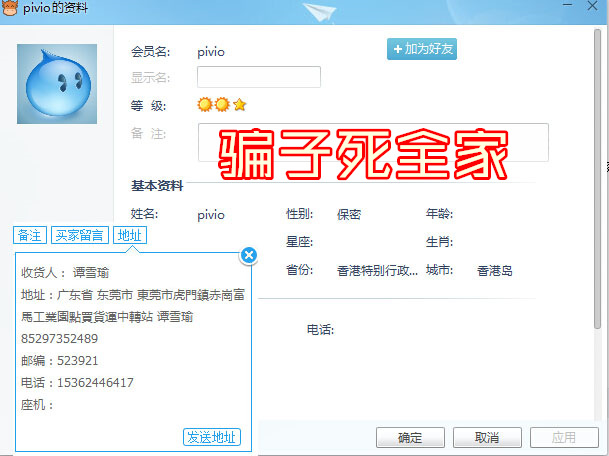 pivio的资料
会员名: pivio
+加为好友
显示名:
等 级:
备 注:
骗子死全家
基本资料
姓名: pivio 性别: 保密 年龄:
星座: 生肖:
省份: 香港特别行政... 城市: 香港岛
电话:
备注 买家留言 地址
收货人： 谭雪瑜
地址：广东省 东莞市 東莞市虎門鎮赤崗富
馬工業園點買貨運中轉站 谭雪瑜
85297352489
邮编：523921
电话：15362446417
座机：
发送地址
确定 取消 应用